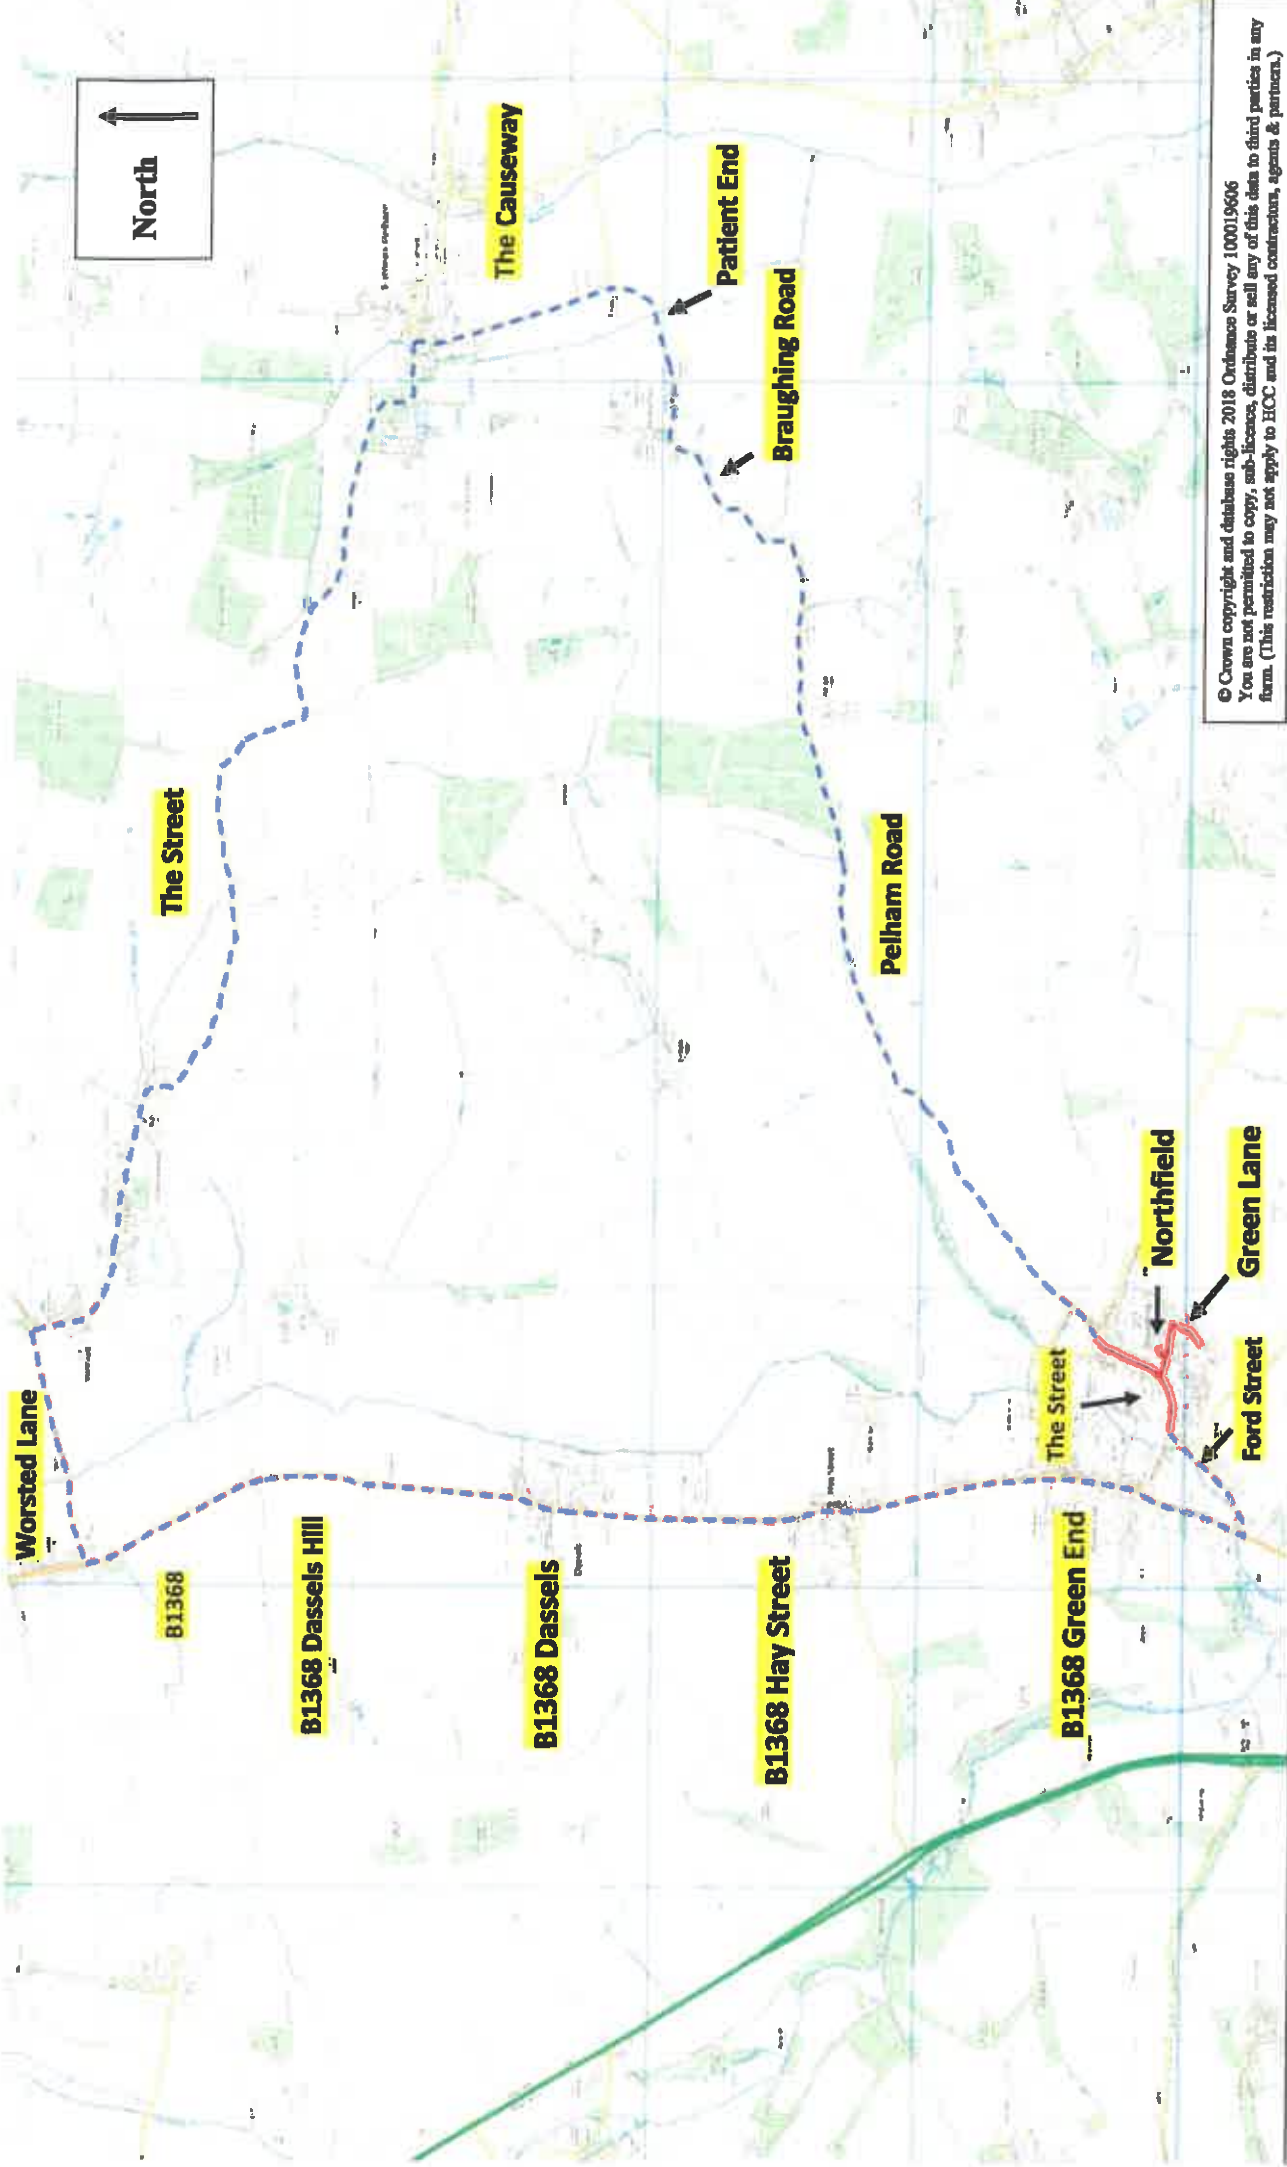 North
Worsted Lane
The Street
The Causeway
Patient End
Braughing Road
Pelham Road
B1368
B1368 Dassels Hill
B1368 Dassels
B1368 Hay Street
B1368 Green End
The Street
Northfield
Green Lane
Ford Street
© Crown copyright and database rights 2018 Ordnance Survey 100019606
You are not permitted to copy, sub-licence, distribute or sell any of this data to third parties in any
form. (This restriction may not apply to HCC and its licensed contractors, agents & partners.)